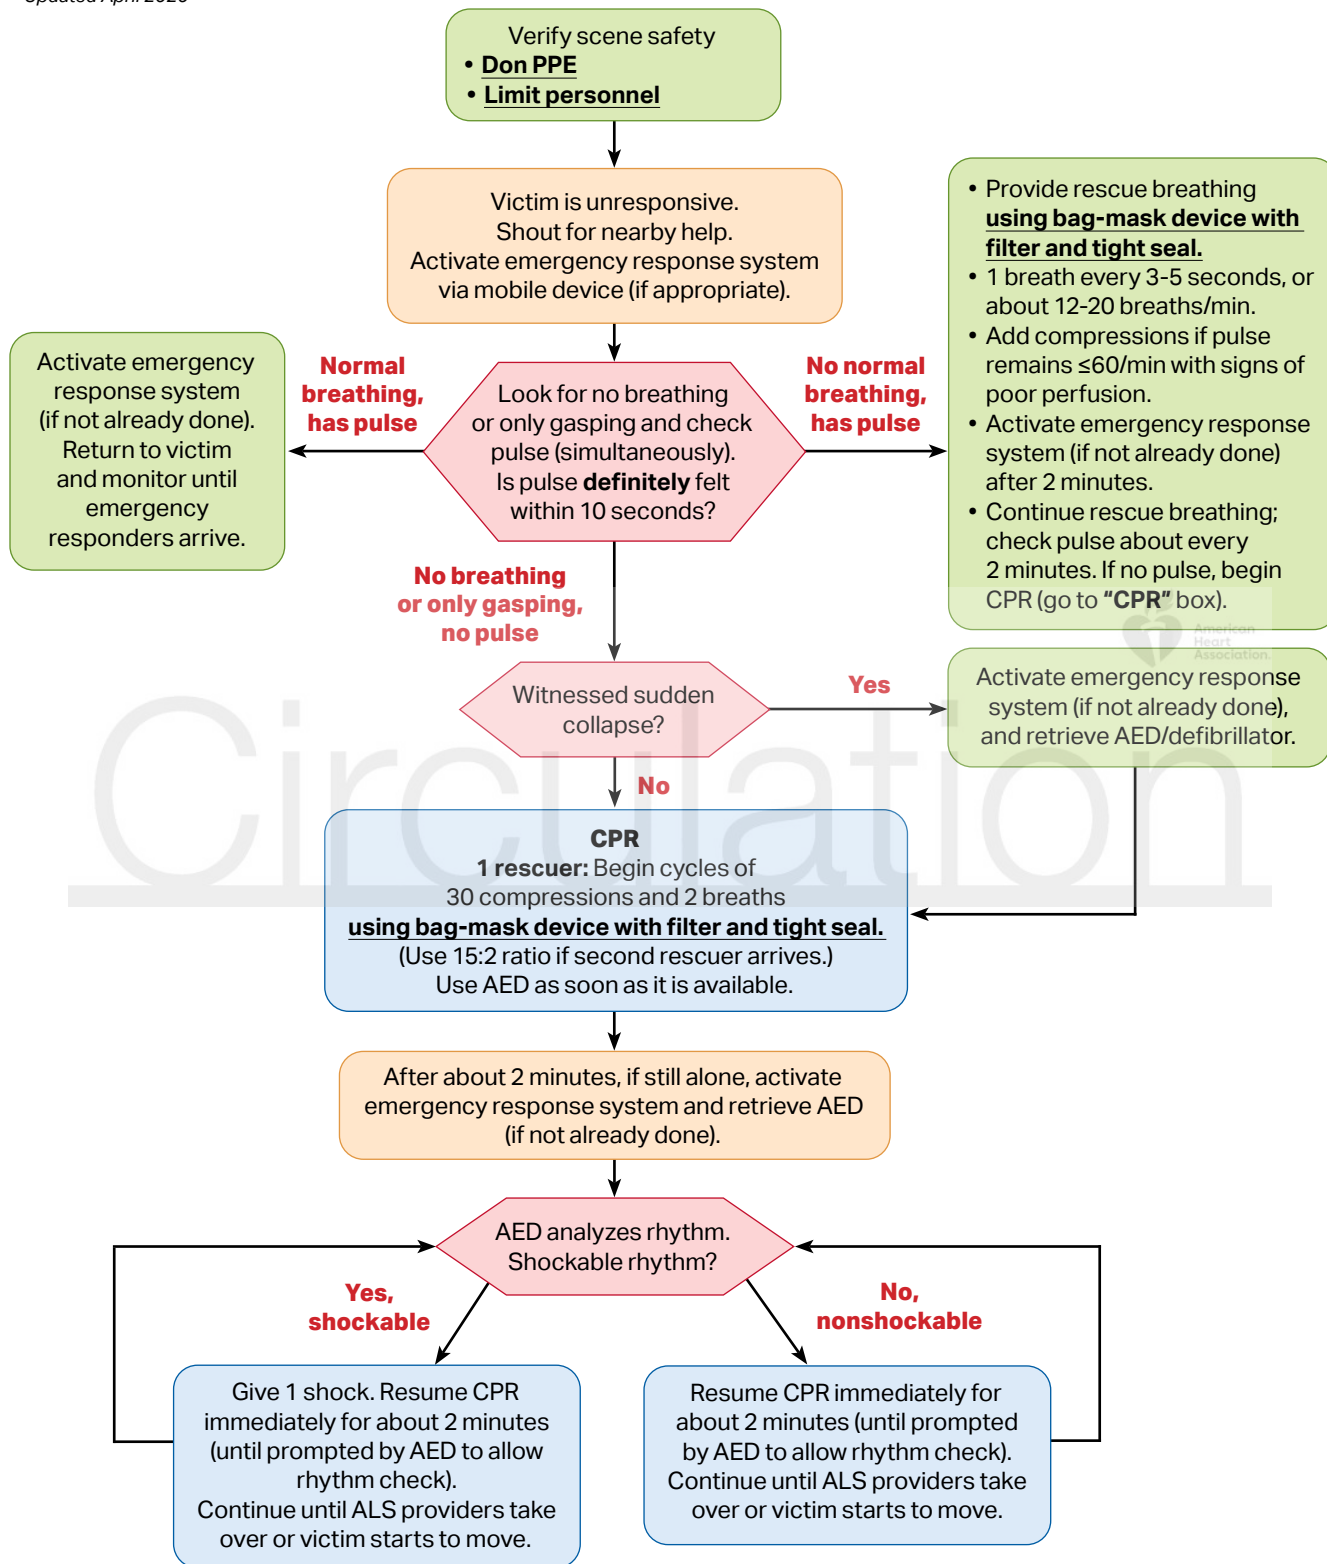 Updated April 2020
Verify scene safety
• Don PPE
• Limit personnel
Victim is unresponsive.
Shout for nearby help.
Activate emergency response system
via mobile device (if appropriate).
Normal
breathing,
has pulse
Look for no breathing
or only gasping and check
pulse (simultaneously).
Is pulse definitely felt
within 10 seconds?
No normal
breathing,
has pulse
Activate emergency
response system
(if not already done).
Return to victim
and monitor until
emergency
responders arrive.
• Provide rescue breathing
using bag-mask device with
filter and tight seal.
• 1 breath every 3-5 seconds, or
about 12-20 breaths/min.
• Add compressions if pulse
remains ≤60/min with signs of
poor perfusion.
• Activate emergency response
system (if not already done)
after 2 minutes.
• Continue rescue breathing;
check pulse about every
2 minutes. If no pulse, begin
CPR (go to "CPR" box).
American
Heart
Association.
No breathing
or only gasping,
no pulse
Witnessed sudden
collapse?
Yes
Activate emergency response
system (if not already done),
and retrieve AED/defibrillator.
No
Circulation
CPR
1 rescuer: Begin cycles of
30 compressions and 2 breaths
using bag-mask device with filter and tight seal.
(Use 15:2 ratio if second rescuer arrives.)
Use AED as soon as it is available.
After about 2 minutes, if still alone, activate
emergency response system and retrieve AED
(if not already done).
AED analyzes rhythm.
Shockable rhythm?
Yes,
shockable
No,
nonshockable
Give 1 shock. Resume CPR
immediately for about 2 minutes
(until prompted by AED to allow
rhythm check).
Continue until ALS providers take
over or victim starts to move.
Resume CPR immediately for
about 2 minutes (until prompted
by AED to allow rhythm check).
Continue until ALS providers take
over or victim starts to move.